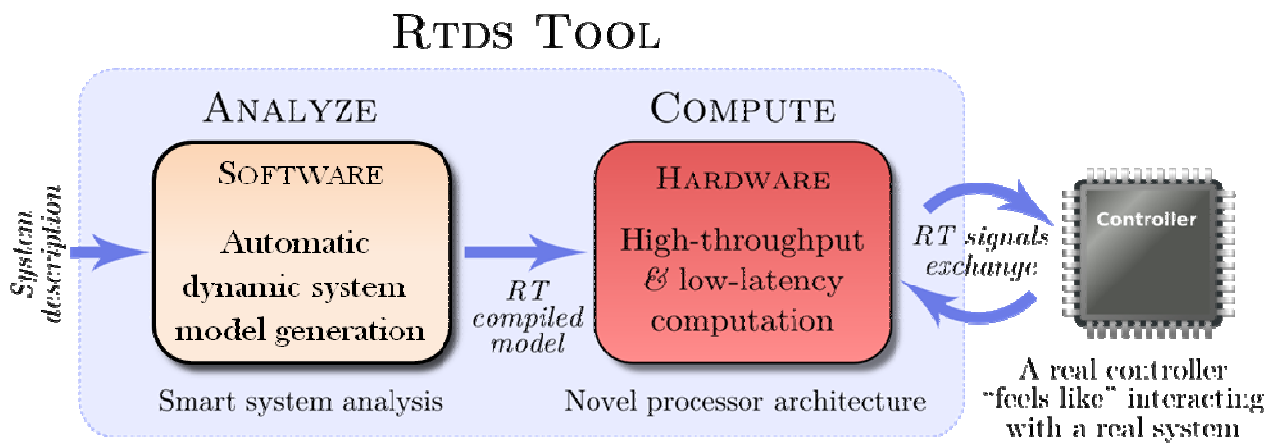 RTDS TOOL
ANALYZE
COMPUTE
SOFTWARE
Automatic
dynamic system
model generation
HARDWARE
High-throughput
& low-latency
computation
System
description
RT
compiled
model
RT signals
exchange
Controller
Smart system analysis
Novel processor architecture
A real controller
“feels like” interacting
with a real system